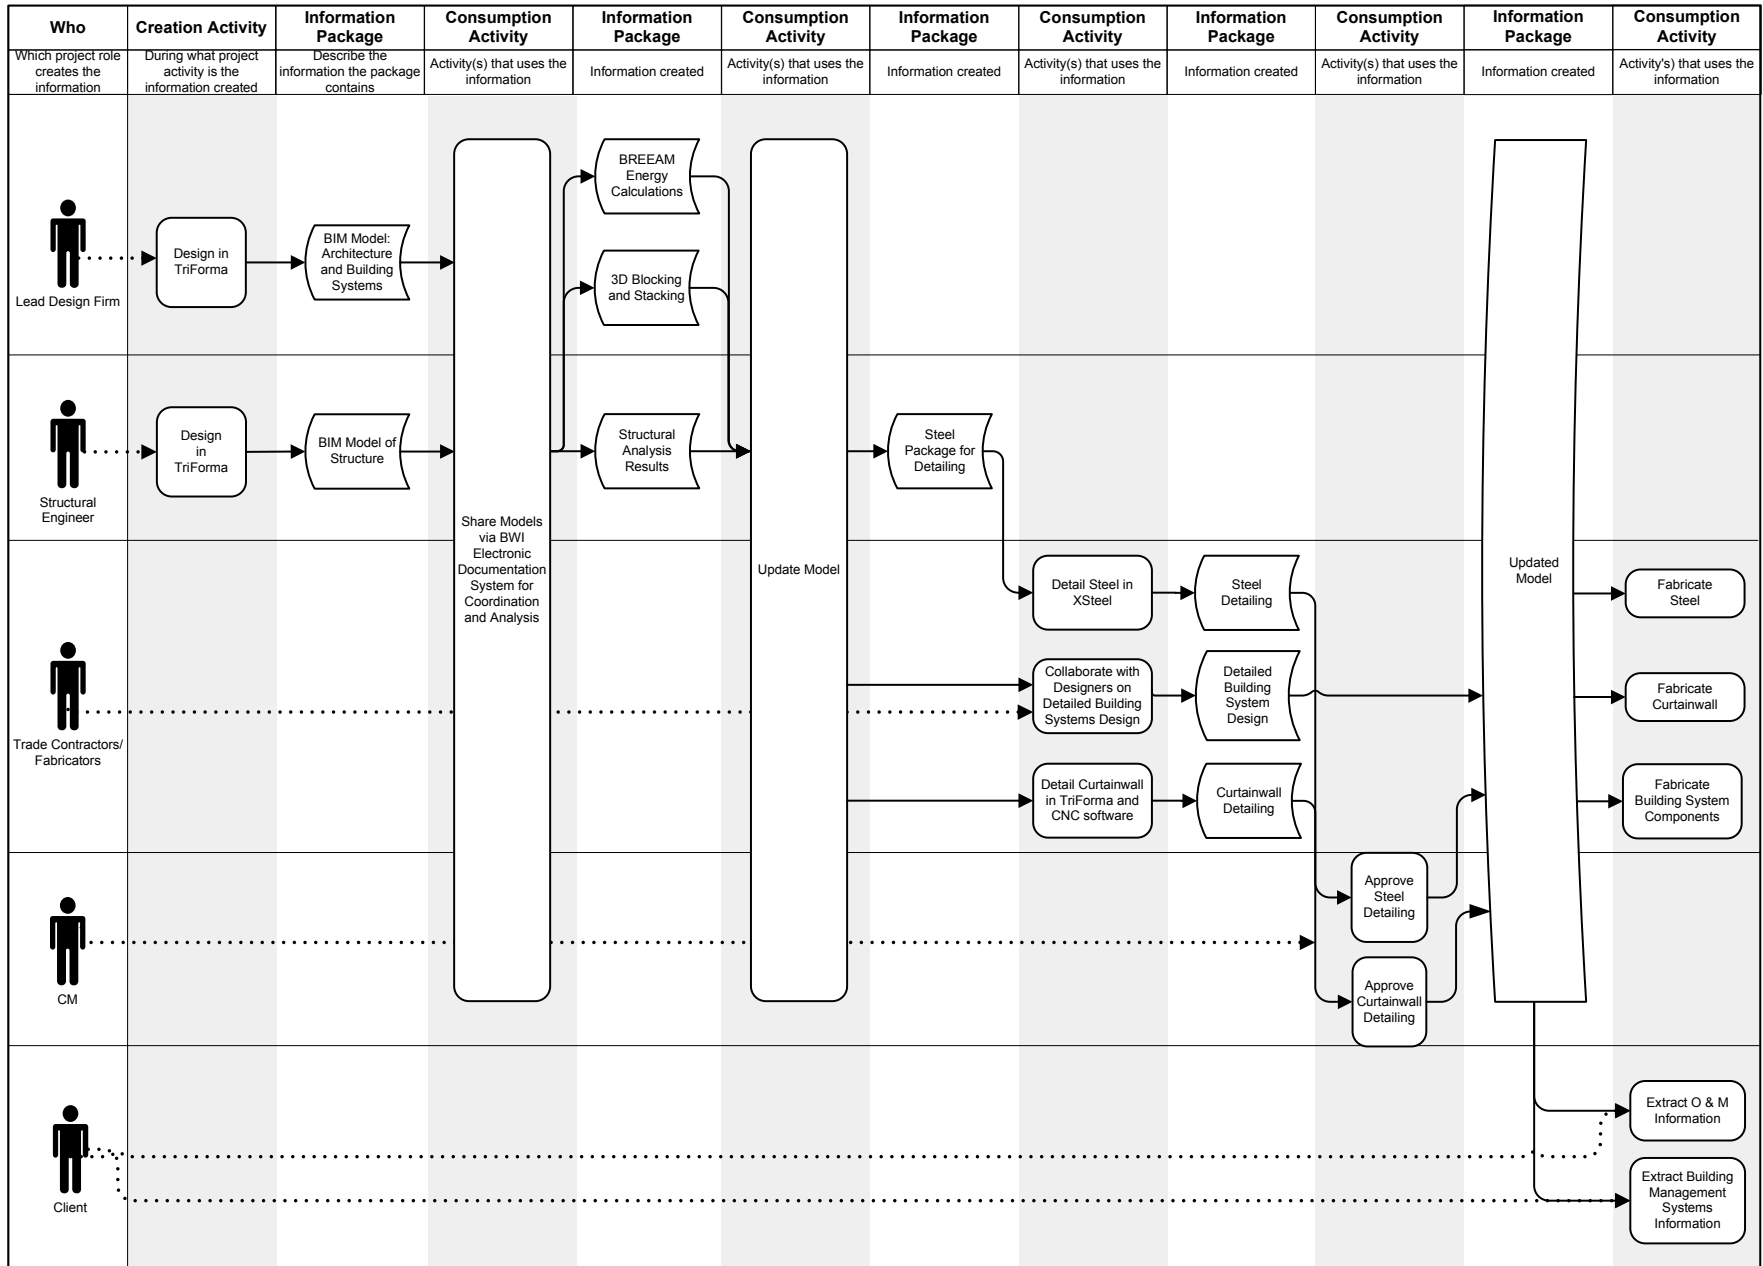 Who
Creation Activity
Information
Package
Consumption
Activity
Information
Package
Consumption
Activity
Information
Package
Consumption
Activity
Information
Package
Consumption
Activity
Information
Package
Consumption
Activity
Which project role
creates the
information
During what project
activity is the
information created
Describe the
information the package
contains
Activity(s) that uses the
information
Information created
Activity(s) that uses the
information
Information created
Activity(s) that uses the
information
Information created
Activity(s) that uses the
information
Information created
Activity's) that uses the
information
Lead Design Firm
Design in
TriForma
BIM Model:
Architecture
and Building
Systems
BREEAM
Energy
Calculations
3D Blocking
and Stacking
Structural
Engineer
Design
in
TriForma
BIM Model of
Structure
Share Models
via BWI
Electronic
Documentation
System for
Coordination
and Analysis
Structural
Analysis
Results
Update Model
Steel
Package for
Detailing
Trade Contractors/
Fabricators
Detail Steel in
XSteel
Steel
Detailing
Updated
Model
Fabricate
Steel
Collaborate with
Designers on
Detailed Building
Systems Design
Detailed
Building
System
Design
Fabricate
Curtainwall
Detail Curtainwall
in TriForma and
CNC software
Curtainwall
Detailing
Fabricate
Building System
Components
CM
Approve
Steel
Detailing
Approve
Curtainwall
Detailing
Client
Extract O & M
Information
Extract Building
Management
Systems
Information